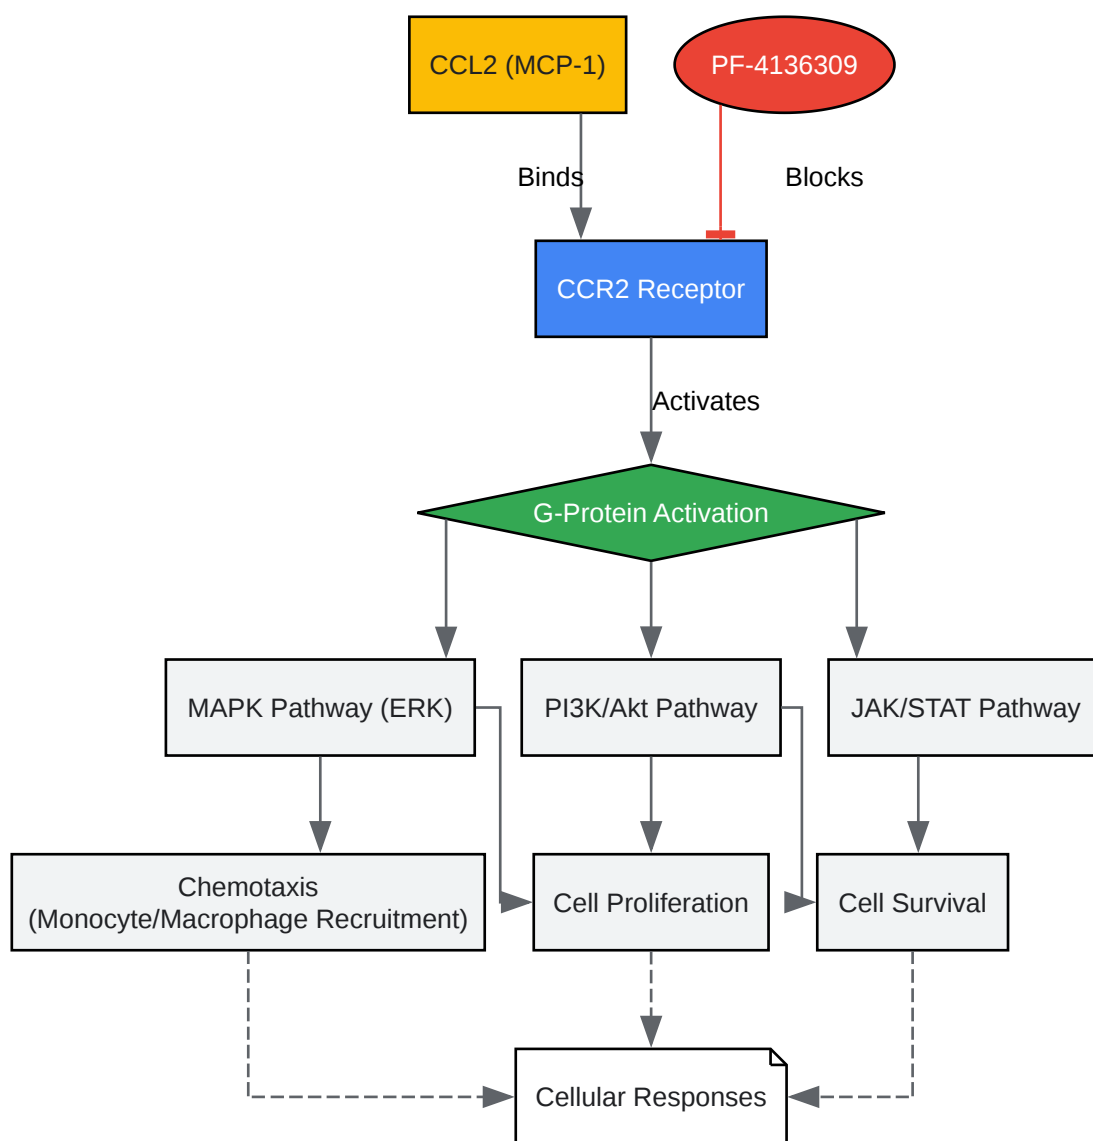 CCL2 (MCP-1)
PF-4136309
Binds
Blocks
CCR2 Receptor
Activates
G-Protein Activation
MAPK Pathway (ERK)
PI3K/Akt Pathway
JAK/STAT Pathway
Chemotaxis
(Monocyte/Macrophage Recruitment)
Cell Proliferation
Cell Survival
Cellular Responses